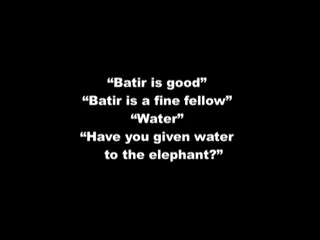 “Batir is good”
“Batir is a fine fellow”
“Water”
“Have you given water
to the elephant?”